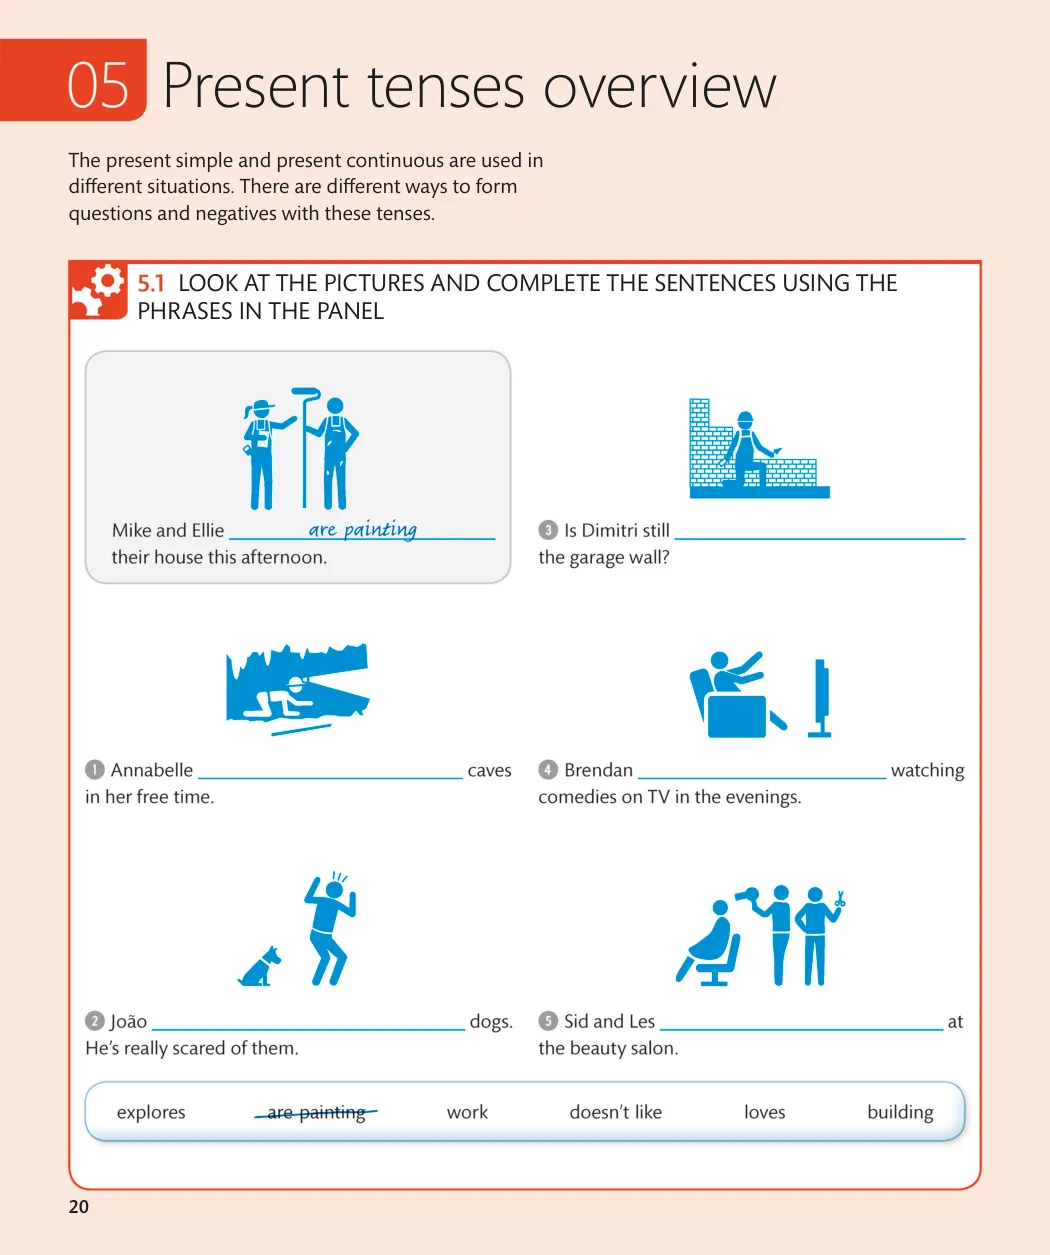 05 Present tenses overview
The present simple and present continuous are used in
different situations. There are different ways to form
questions and negatives with these tenses.
5.1 LOOK AT THE PICTURES AND COMPLETE THE SENTENCES USING THE
PHRASES IN THE PANEL
Mike and Ellie are painting
their house this afternoon.
1 Annabelle ______ caves
in her free time.
2 João ______ dogs.
He's really scared of them.
3 Is Dimitri still ______
the garage wall?
4 Brendan ______ watching
comedies on TV in the evenings.
5 Sid and Les ______ at
the beauty salon.
explores are painting work doesn't like loves building
20